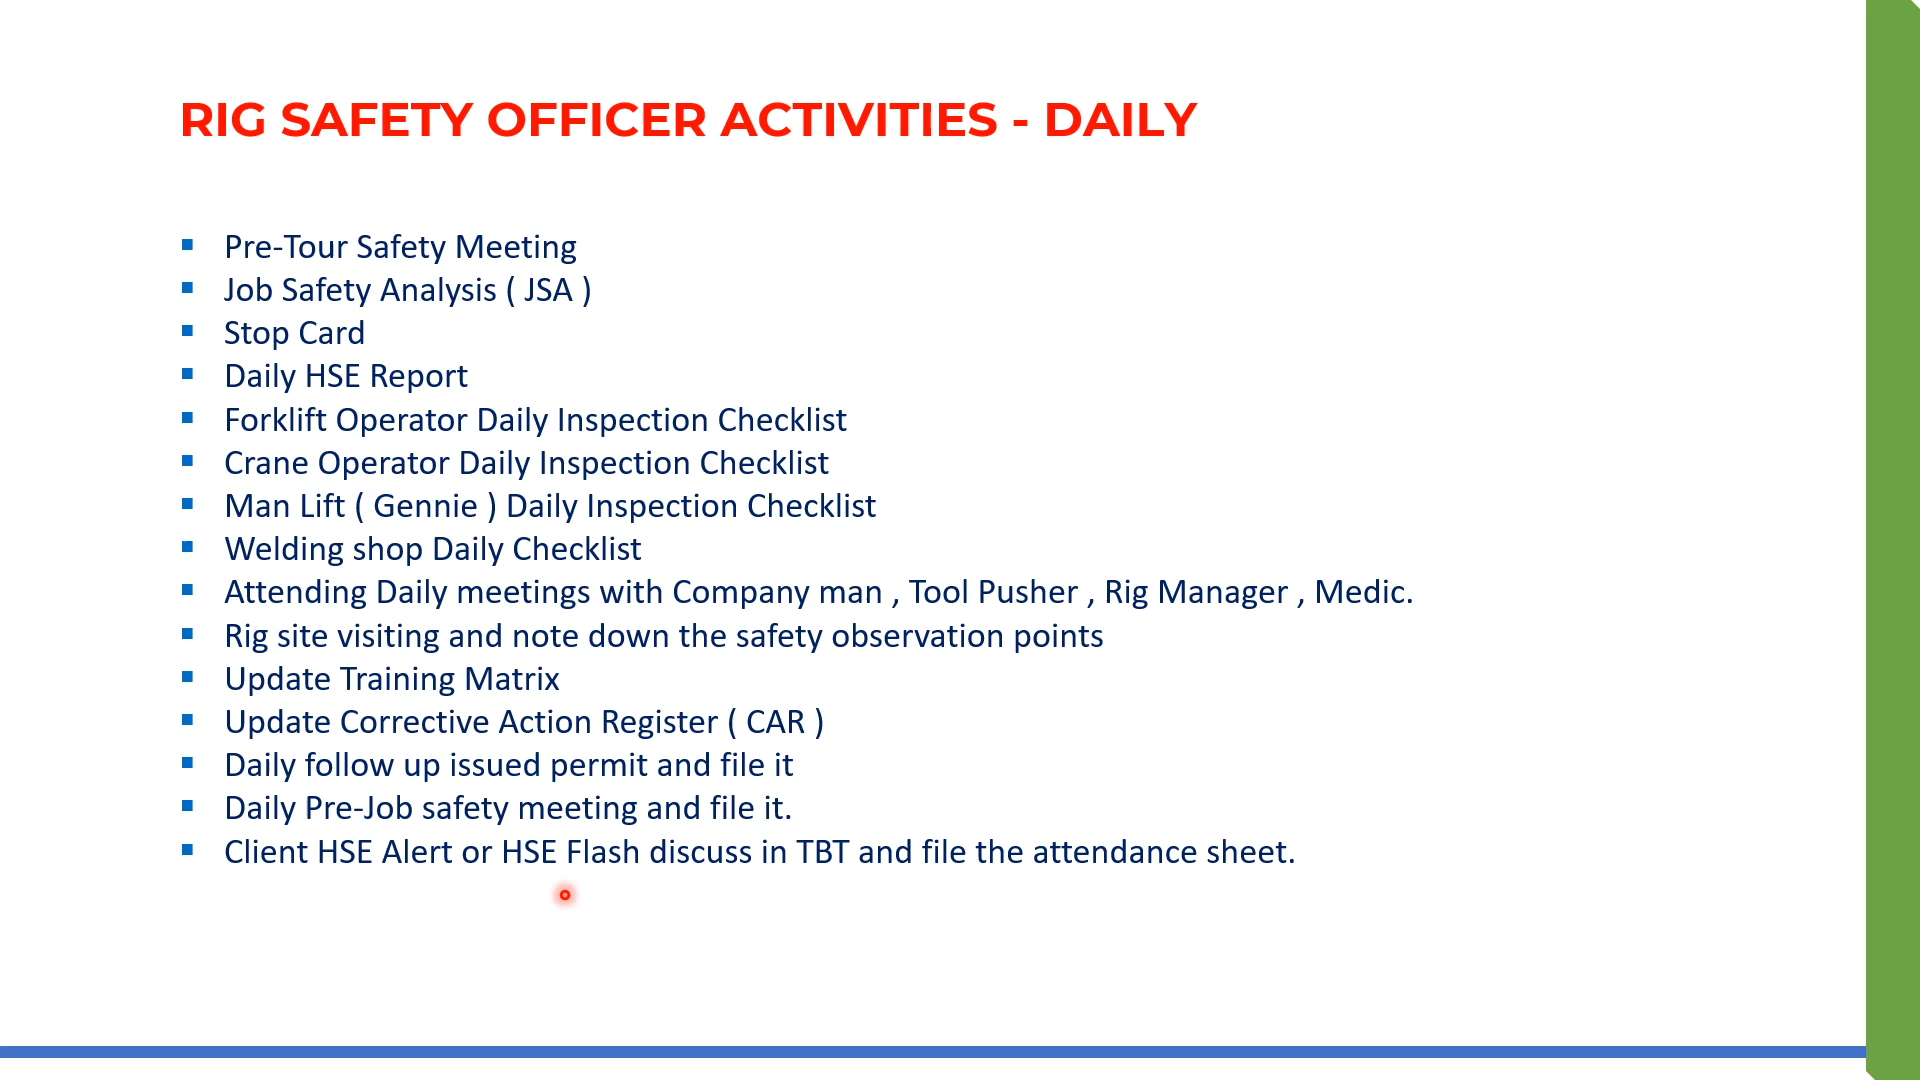 RIG SAFETY OFFICER ACTIVITIES - DAILY
▪ Pre-Tour Safety Meeting
▪ Job Safety Analysis ( JSA )
▪ Stop Card
▪ Daily HSE Report
▪ Forklift Operator Daily Inspection Checklist
▪ Crane Operator Daily Inspection Checklist
▪ Man Lift ( Gennie ) Daily Inspection Checklist
▪ Welding shop Daily Checklist
▪ Attending Daily meetings with Company man , Tool Pusher , Rig Manager , Medic.
▪ Rig site visiting and note down the safety observation points
▪ Update Training Matrix
▪ Update Corrective Action Register ( CAR )
▪ Daily follow up issued permit and file it
▪ Daily Pre-Job safety meeting and file it.
▪ Client HSE Alert or HSE Flash discuss in TBT and file the attendance sheet.